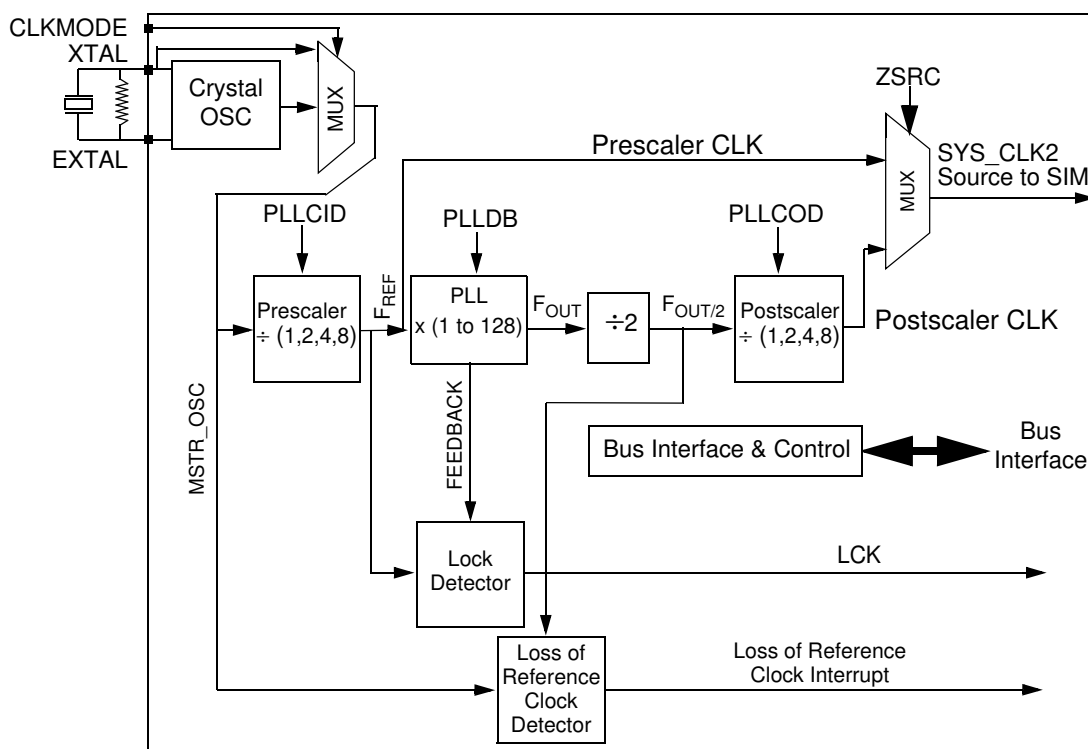 CLKMODE
XTAL
EXTAL
Crystal
OSC
MUX
ZSRC
Prescaler CLK
MUX
SYS_CLK2
Source to SIM
PLLCID
PLLDB
PLLCOD
Prescaler
÷ (1,2,4,8)
FREF
PLL
x (1 to 128)
FOUT
÷2
FOUT/2
Postscaler
÷ (1,2,4,8)
Postscaler CLK
MSTR_OSC
FEEDBACK
Bus Interface & Control
Bus
Interface
Lock
Detector
LCK
Loss of
Reference
Clock
Detector
Loss of Reference
Clock Interrupt